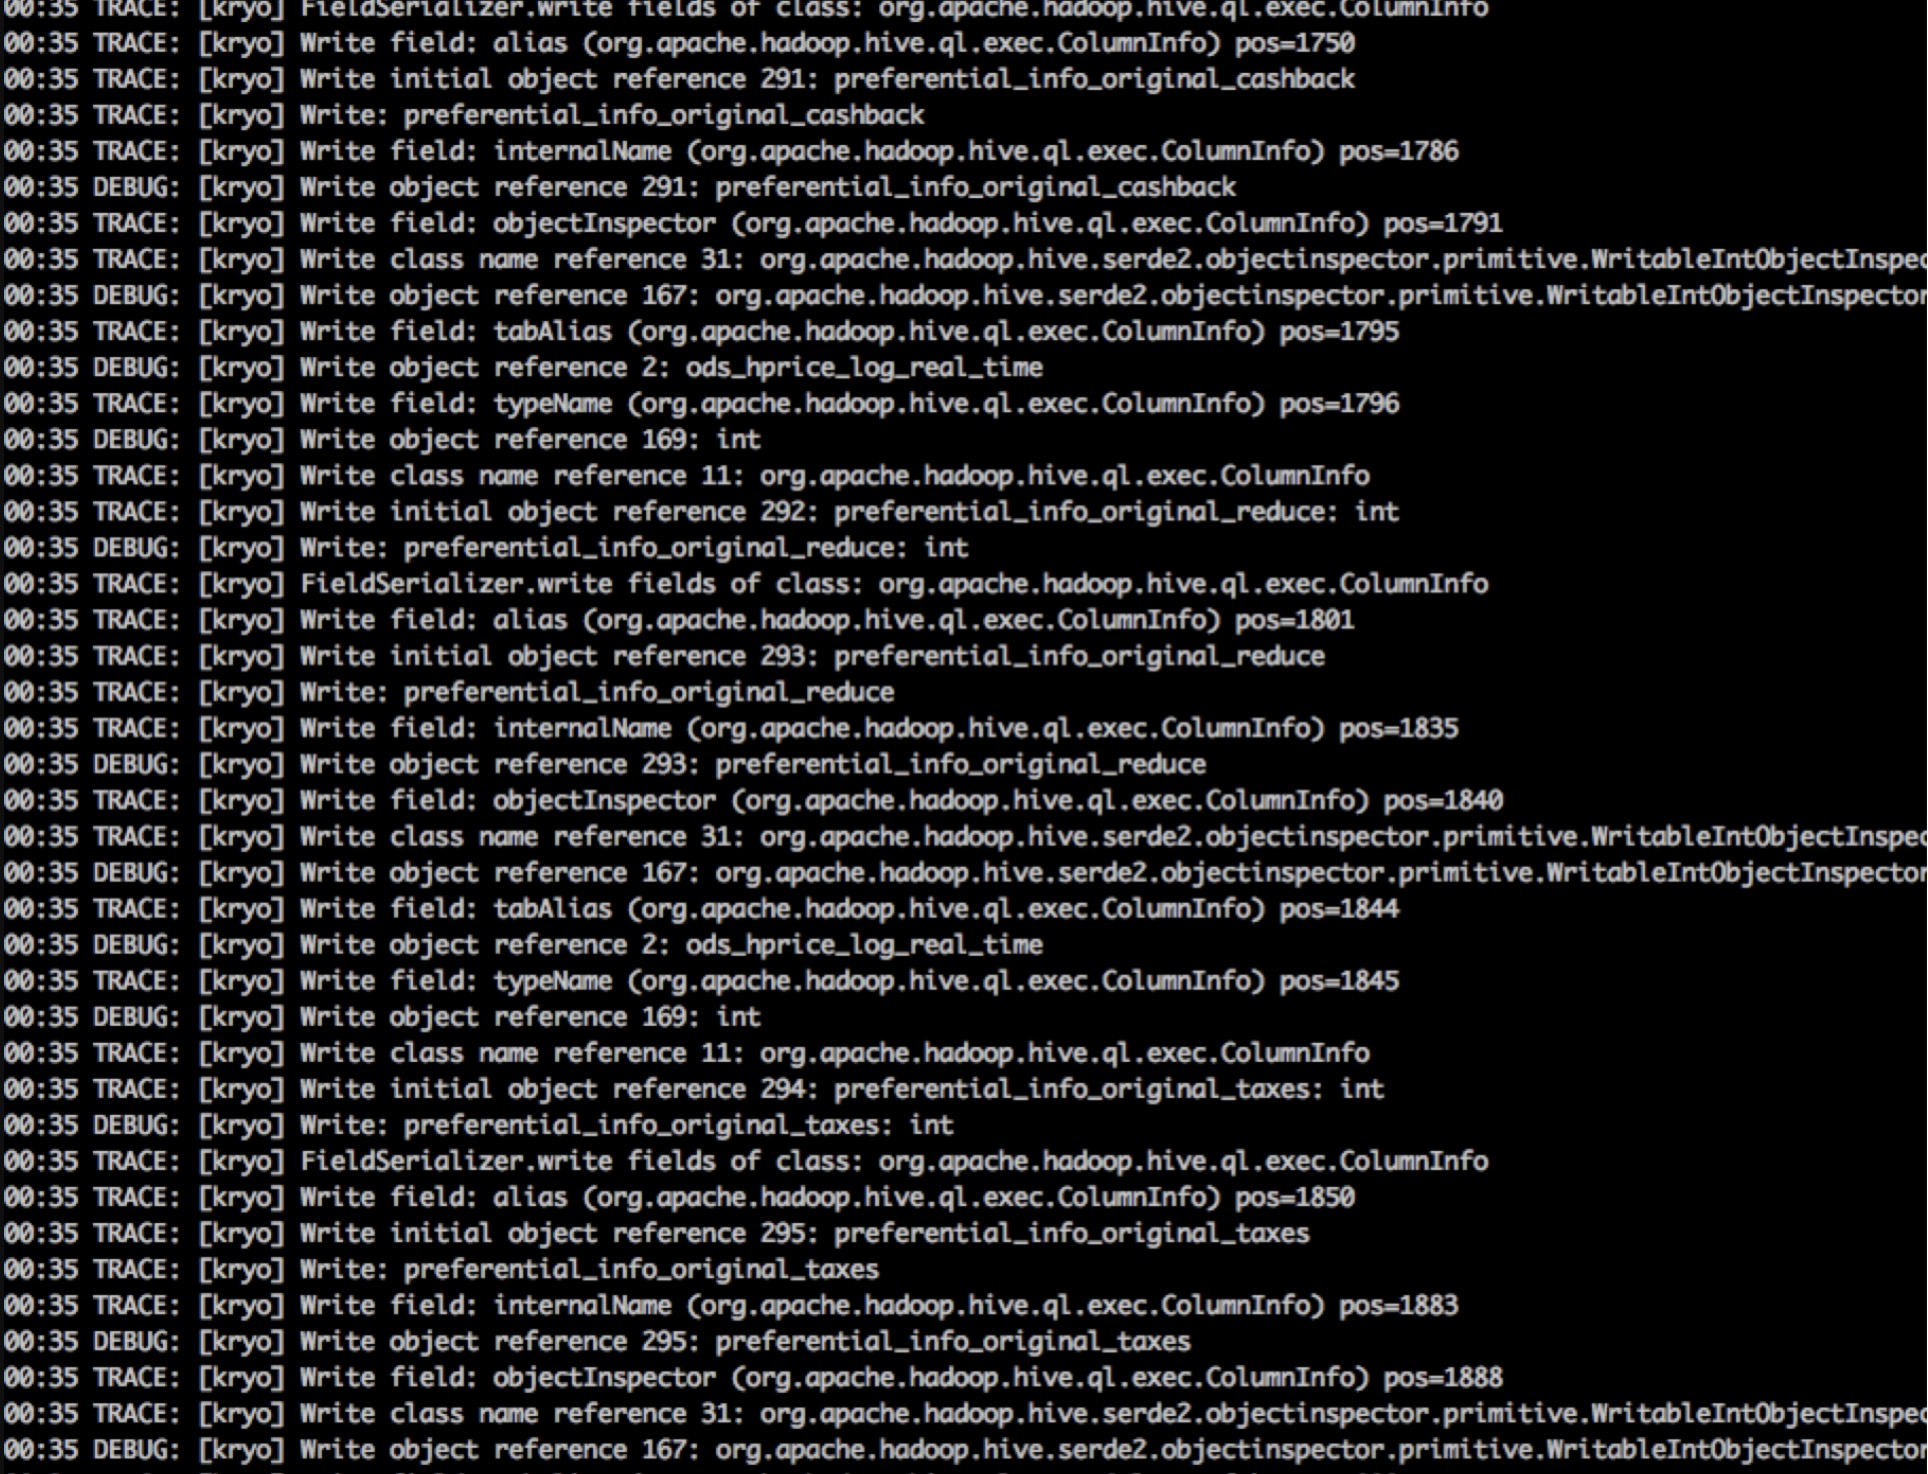 00:35 TRACE: [kryo] FieldSerializer.write fields of class: org.apache.hadoop.hive.ql.exec.ColumnInfo
00:35 TRACE: [kryo] Write field: alias (org.apache.hadoop.hive.ql.exec.ColumnInfo) pos=1750
00:35 TRACE: [kryo] Write initial object reference 291: preferential_info_original_cashback
00:35 TRACE: [kryo] Write: preferential_info_original_cashback
00:35 TRACE: [kryo] Write field: internalName (org.apache.hadoop.hive.ql.exec.ColumnInfo) pos=1786
00:35 DEBUG: [kryo] Write object reference 291: preferential_info_original_cashback
00:35 TRACE: [kryo] Write field: objectInspector (org.apache.hadoop.hive.ql.exec.ColumnInfo) pos=1791
00:35 TRACE: [kryo] Write class name reference 31: org.apache.hadoop.hive.serde2.objectinspector.primitive.WritableIntObjectInspec
00:35 DEBUG: [kryo] Write object reference 167: org.apache.hadoop.hive.serde2.objectinspector.primitive.WritableIntObjectInspector
00:35 TRACE: [kryo] Write field: tabAlias (org.apache.hadoop.hive.ql.exec.ColumnInfo) pos=1795
00:35 DEBUG: [kryo] Write object reference 2: ods_hprice_log_real_time
00:35 TRACE: [kryo] Write field: typeName (org.apache.hadoop.hive.ql.exec.ColumnInfo) pos=1796
00:35 DEBUG: [kryo] Write object reference 169: int
00:35 TRACE: [kryo] Write class name reference 11: org.apache.hadoop.hive.ql.exec.ColumnInfo
00:35 TRACE: [kryo] Write initial object reference 292: preferential_info_original_reduce: int
00:35 DEBUG: [kryo] Write: preferential_info_original_reduce: int
00:35 TRACE: [kryo] FieldSerializer.write fields of class: org.apache.hadoop.hive.ql.exec.ColumnInfo
00:35 TRACE: [kryo] Write field: alias (org.apache.hadoop.hive.ql.exec.ColumnInfo) pos=1801
00:35 TRACE: [kryo] Write initial object reference 293: preferential_info_original_reduce
00:35 TRACE: [kryo] Write: preferential_info_original_reduce
00:35 TRACE: [kryo] Write field: internalName (org.apache.hadoop.hive.ql.exec.ColumnInfo) pos=1835
00:35 DEBUG: [kryo] Write object reference 293: preferential_info_original_reduce
00:35 TRACE: [kryo] Write field: objectInspector (org.apache.hadoop.hive.ql.exec.ColumnInfo) pos=1840
00:35 TRACE: [kryo] Write class name reference 31: org.apache.hadoop.hive.serde2.objectinspector.primitive.WritableIntObjectInspec
00:35 DEBUG: [kryo] Write object reference 167: org.apache.hadoop.hive.serde2.objectinspector.primitive.WritableIntObjectInspector
00:35 TRACE: [kryo] Write field: tabAlias (org.apache.hadoop.hive.ql.exec.ColumnInfo) pos=1844
00:35 DEBUG: [kryo] Write object reference 2: ods_hprice_log_real_time
00:35 TRACE: [kryo] Write field: typeName (org.apache.hadoop.hive.ql.exec.ColumnInfo) pos=1845
00:35 DEBUG: [kryo] Write object reference 169: int
00:35 TRACE: [kryo] Write class name reference 11: org.apache.hadoop.hive.ql.exec.ColumnInfo
00:35 TRACE: [kryo] Write initial object reference 294: preferential_info_original_taxes: int
00:35 DEBUG: [kryo] Write: preferential_info_original_taxes: int
00:35 TRACE: [kryo] FieldSerializer.write fields of class: org.apache.hadoop.hive.ql.exec.ColumnInfo
00:35 TRACE: [kryo] Write field: alias (org.apache.hadoop.hive.ql.exec.ColumnInfo) pos=1850
00:35 TRACE: [kryo] Write initial object reference 295: preferential_info_original_taxes
00:35 TRACE: [kryo] Write: preferential_info_original_taxes
00:35 TRACE: [kryo] Write field: internalName (org.apache.hadoop.hive.ql.exec.ColumnInfo) pos=1883
00:35 DEBUG: [kryo] Write object reference 295: preferential_info_original_taxes
00:35 TRACE: [kryo] Write field: objectInspector (org.apache.hadoop.hive.ql.exec.ColumnInfo) pos=1888
00:35 TRACE: [kryo] Write class name reference 31: org.apache.hadoop.hive.serde2.objectinspector.primitive.WritableIntObjectInspec
00:35 DEBUG: [kryo] Write object reference 167: org.apache.hadoop.hive.serde2.objectinspector.primitive.WritableIntObjectInspector